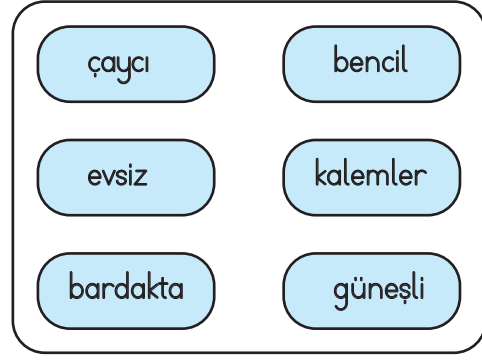 çaycı
bencil
evsiz
kalemler
bardakta
güneşli